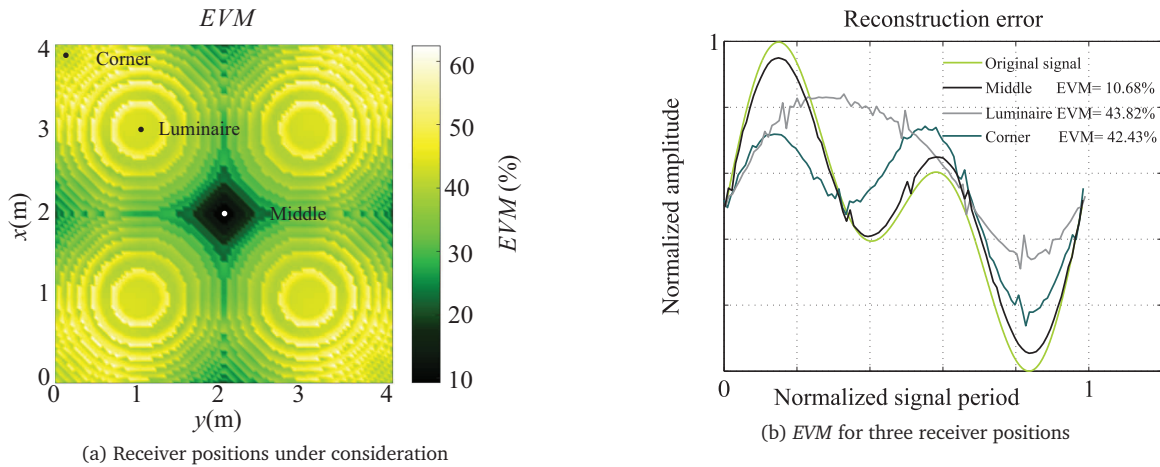 EVM
4
3
2
1
0
x(m)
Corner
Luminaire
Middle
0
1
2
3
4
y(m)
60
50
40
30
20
10
EVM (%)
(a) Receiver positions under consideration
Reconstruction error
1
Normalized amplitude
Original signal
Middle EVM= 10.68%
Luminaire EVM= 43.82%
Corner EVM= 42.43%
0
1
Normalized signal period
(b) EVM for three receiver positions